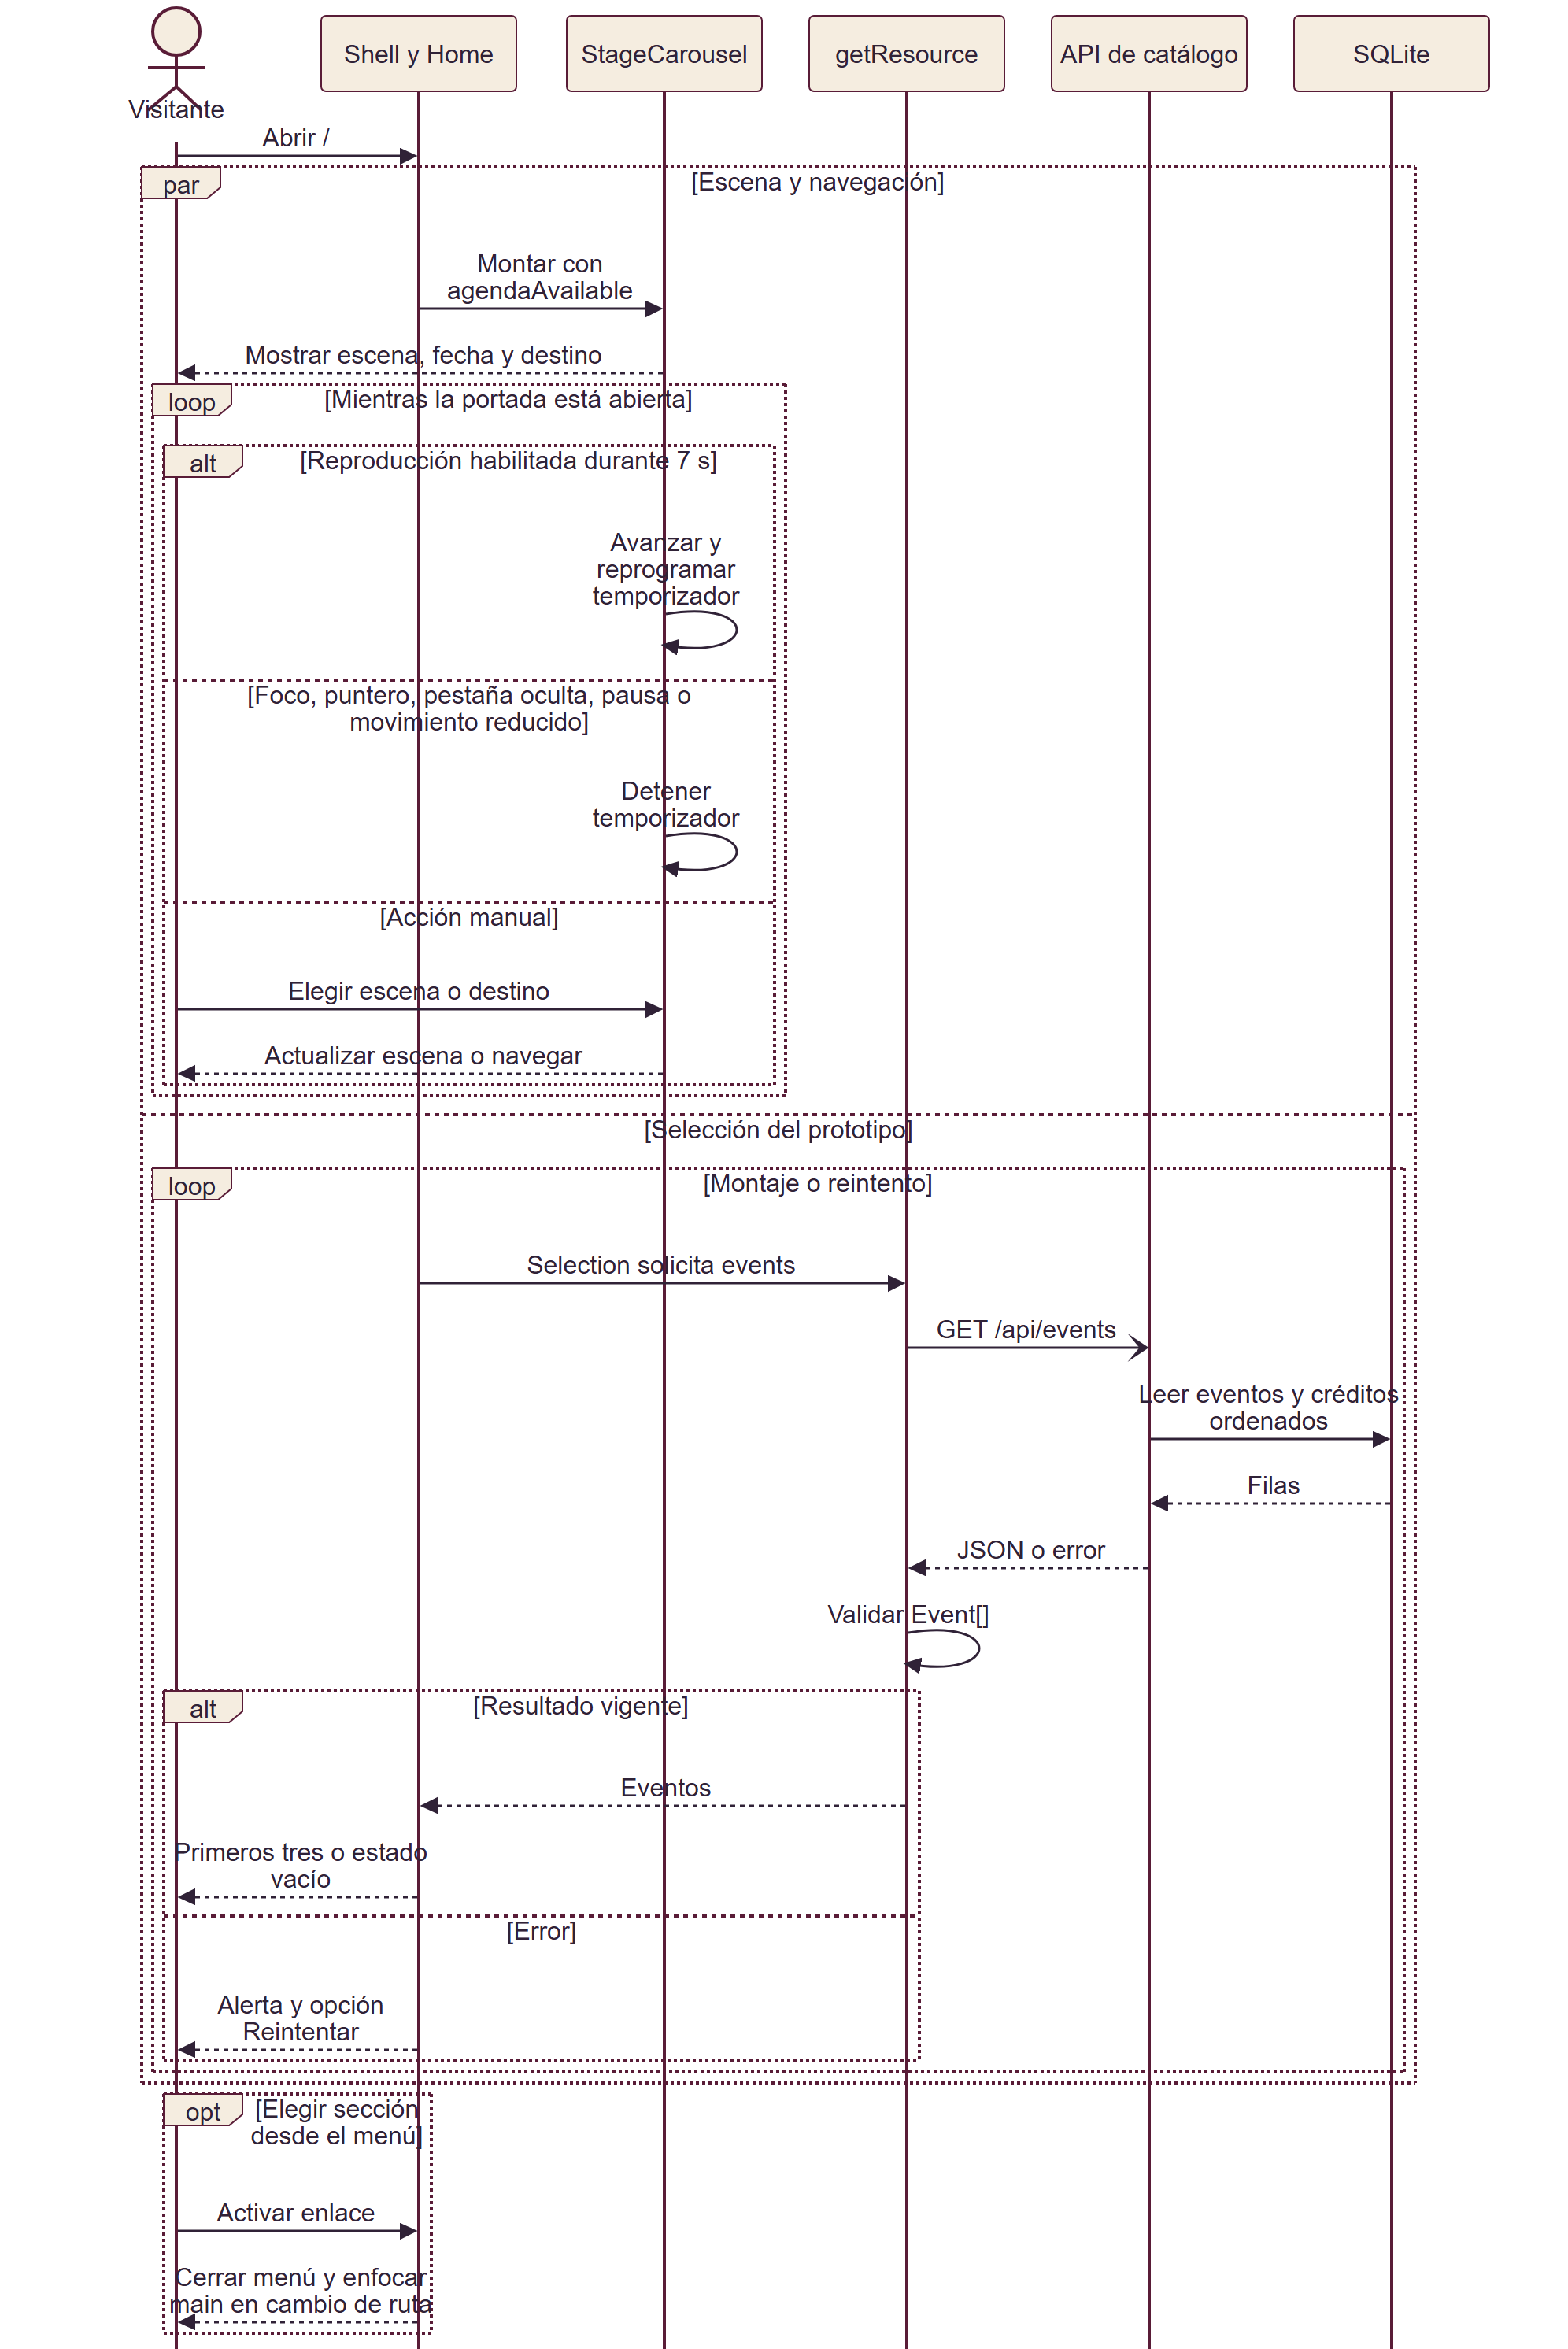 Visitante
Shell y Home
StageCarousel
getResource
API de catálogo
SQLite
Abrir /
par
[Escena y navegación]
Montar con
agendaAvailable
Mostrar escena, fecha y destino
loop
[Mientras la portada está abierta]
alt
[Reproducción habilitada durante 7 s]
Avanzar y
reprogramar
temporizador
[Foco, puntero, pestaña oculta, pausa o
movimiento reducido]
Detener
temporizador
[Acción manual]
Elegir escena o destino
Actualizar escena o navegar
[Selección del prototipo]
loop
[Montaje o reintento]
Selection solicita events
GET /api/events
Leer eventos y créditos
ordenados
Filas
JSON o error
Validar Event[]
alt
[Resultado vigente]
Eventos
Primeros tres o estado
vacío
[Error]
Alerta y opción
Reintentar
opt
[Elegir sección
desde el menú]
Activar enlace
Cerrar menú y enfocar
main en cambio de ruta